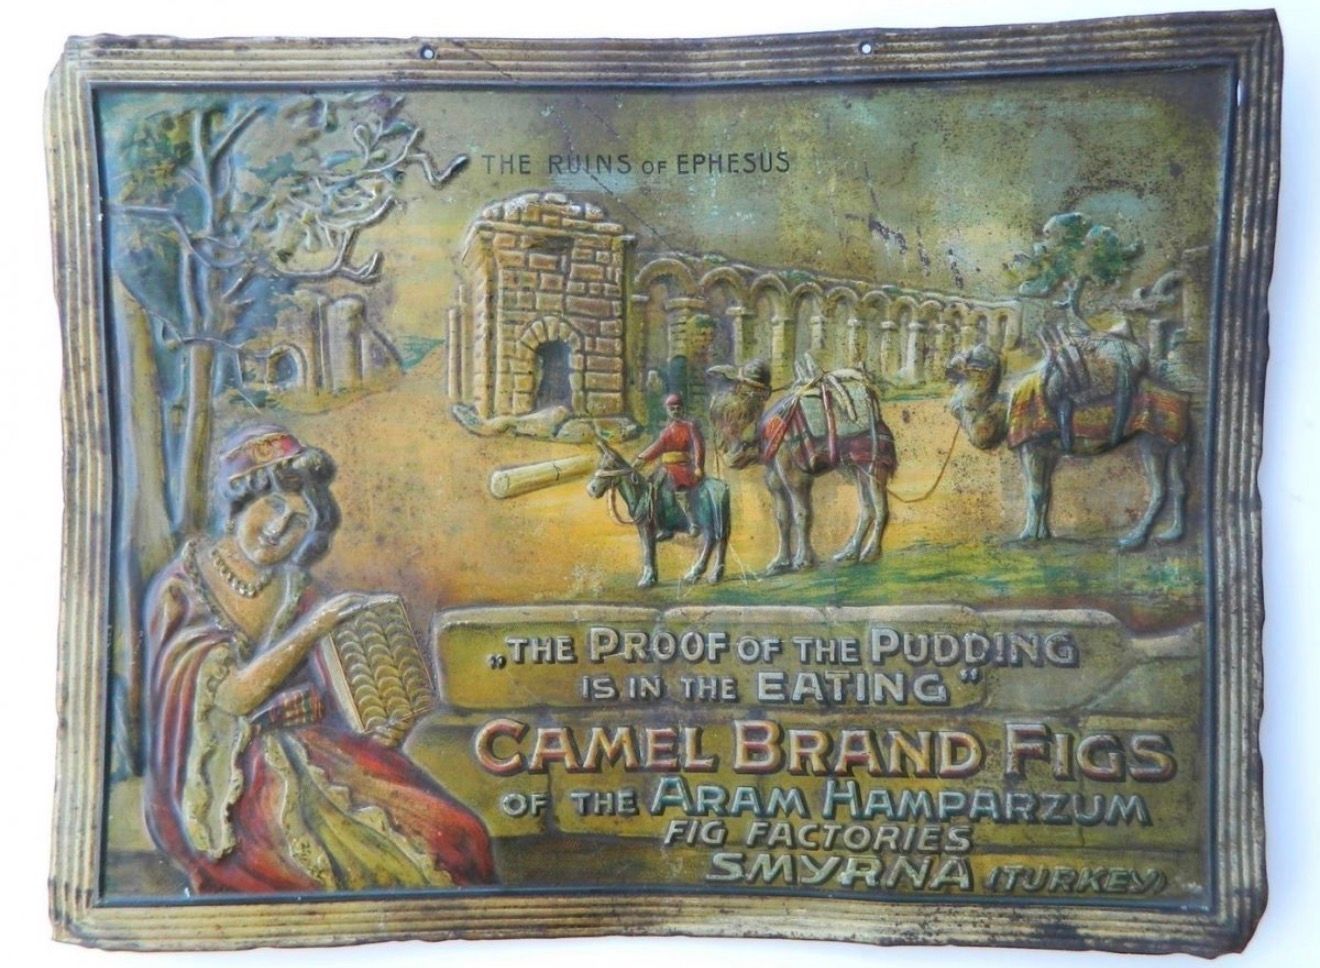 THE RUINS OF EPHESUS
„THE PROOF OF THE PUDDING
IS IN THE EATING"
CAMEL BRAND FIGS
OF THE ARAM HAMPARZUM
FIG FACTORIES
SMYRNA (TURKEY)